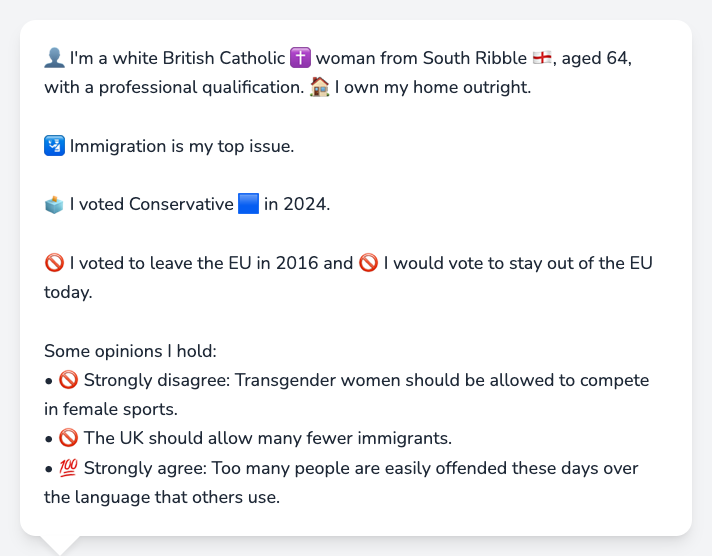 👤 I'm a white British Catholic ✝️ woman from South Ribble 🏴󠁧󠁢󠁥󠁮󠁧󠁿, aged 64,
with a professional qualification. 🏠 I own my home outright.
🛂 Immigration is my top issue.
🗳️ I voted Conservative 🟦 in 2024.
🚫 I voted to leave the EU in 2016 and 🚫 I would vote to stay out of the EU
today.
Some opinions I hold:
• 🚫 Strongly disagree: Transgender women should be allowed to compete
in female sports.
• 🚫 The UK should allow many fewer immigrants.
• 💯 Strongly agree: Too many people are easily offended these days over
the language that others use.